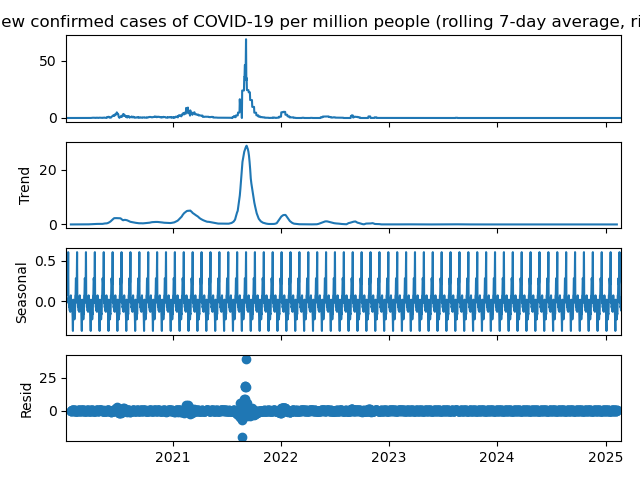 ew confirmed cases of COVID-19 per million people (rolling 7-day average, ri
50
0
20
0
Trend
0.5
0.0
Seasonal
25
0
Resid
2021 2022 2023 2024 2025